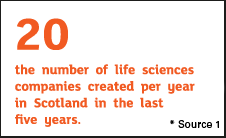 20
the number of life sciences
companies created per year
in Scotland in the last
five years.
* Source 1